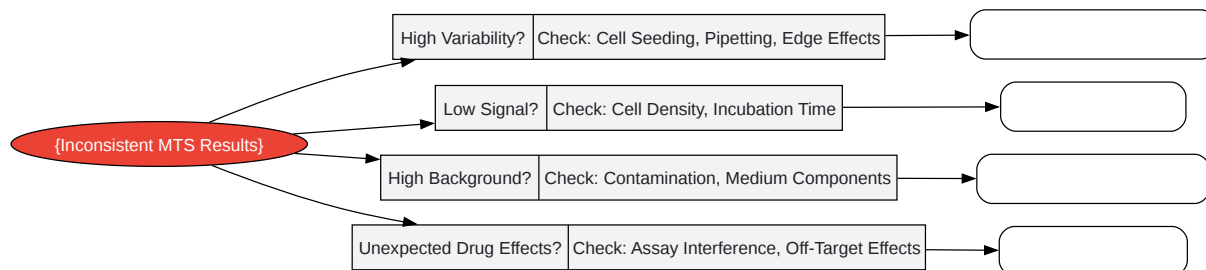 {Inconsistent MTS Results}
High Variability? Check: Cell Seeding, Pipetting, Edge Effects
Low Signal? Check: Cell Density, Incubation Time
High Background? Check: Contamination, Medium Components
Unexpected Drug Effects? Check: Assay Interference, Off-Target Effects